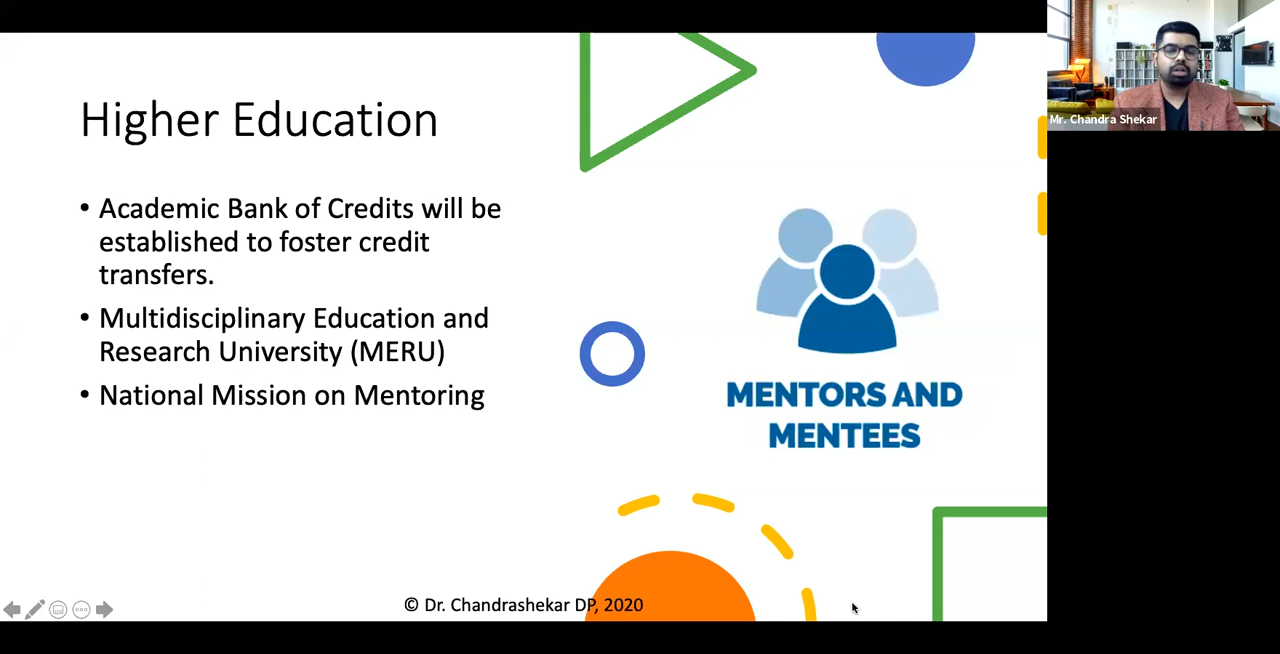 Higher Education
• Academic Bank of Credits will be
established to foster credit
transfers.
• Multidisciplinary Education and
Research University (MERU)
• National Mission on Mentoring
MENTORS AND
MENTEES
© Dr. Chandrashekar DP, 2020
Mr. Chandra Shekar